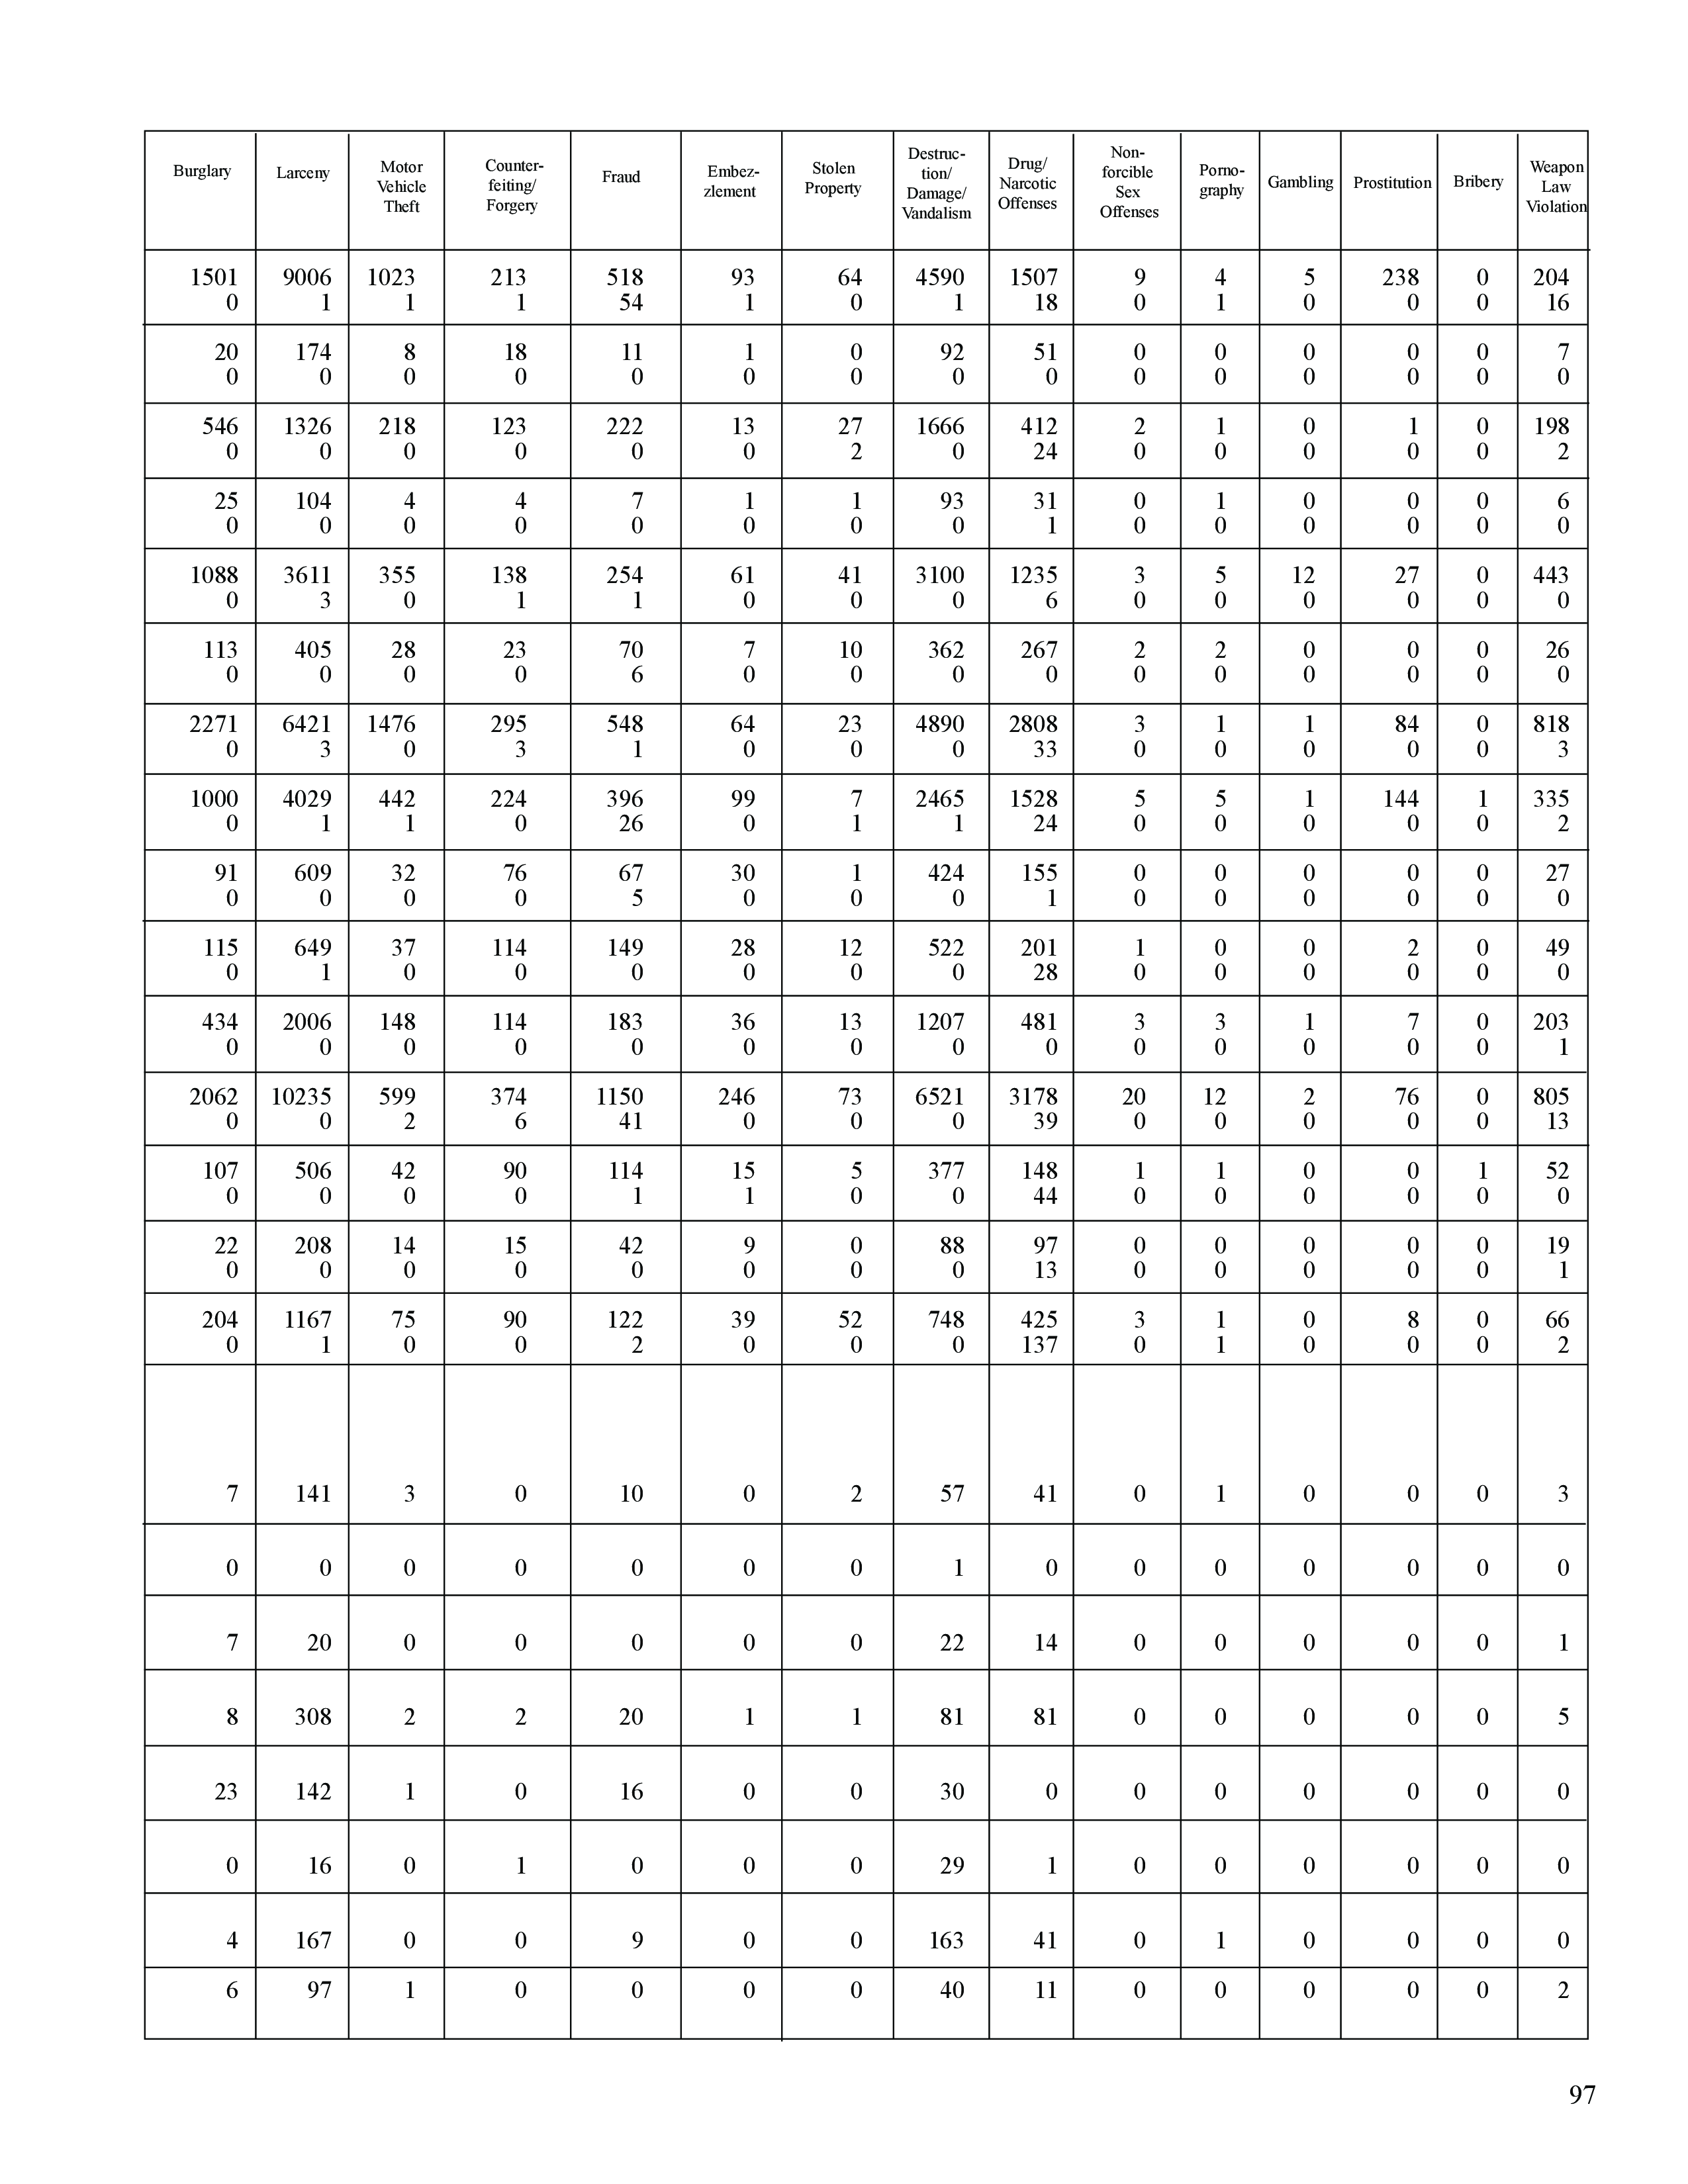 Burglary Larceny Motor Vehicle Theft Counter-feiting/ Forgery Fraud Embez-zlement Stolen Property Destruc-tion/ Damage/ Vandalism Drug/ Narcotic Offenses Non-forcible Sex Offenses Porno-graphy Gambling Prostitution Bribery Weapon Law Violation
1501 9006 1023 213 518 93 64 4590 1507 9 4 5 238 0 204
0 1 1 1 54 1 0 1 18 0 1 0 0 0 16
20 174 8 18 11 1 0 92 51 0 0 0 0 0 7
0 0 0 0 0 0 0 0 0 0 0 0 0 0 0
546 1326 218 123 222 13 27 1666 412 2 1 0 1 0 198
0 0 0 0 0 0 2 0 24 0 0 0 0 0 2
25 104 4 4 7 1 1 93 31 0 1 0 0 0 6
0 0 0 0 0 0 0 0 1 0 0 0 0 0 0
1088 3611 355 138 254 61 41 3100 1235 3 5 12 27 0 443
0 3 0 1 1 0 0 0 6 0 0 0 0 0 0
113 405 28 23 70 7 10 362 267 2 2 0 0 0 26
0 0 0 0 6 0 0 0 0 0 0 0 0 0 0
2271 6421 1476 295 548 64 23 4890 2808 3 1 1 84 0 818
0 3 0 3 1 0 0 0 33 0 0 0 0 0 3
1000 4029 442 224 396 99 7 2465 1528 5 5 1 144 1 335
0 1 1 0 26 0 1 1 24 0 0 0 0 0 2
91 609 32 76 67 30 1 424 155 0 0 0 0 0 27
0 0 0 0 5 0 0 0 1 0 0 0 0 0 0
115 649 37 114 149 28 12 522 201 1 0 0 2 0 49
0 1 0 0 0 0 0 0 28 0 0 0 0 0 0
434 2006 148 114 183 36 13 1207 481 3 3 1 7 0 203
0 0 0 0 0 0 0 0 0 0 0 0 0 0 1
2062 10235 599 374 1150 246 73 6521 3178 20 12 2 76 0 805
0 0 2 6 41 0 0 0 39 0 0 0 0 0 13
107 506 42 90 114 15 5 377 148 1 1 0 0 1 52
0 0 0 0 1 1 0 0 44 0 0 0 0 0 0
22 208 14 15 42 9 0 88 97 0 0 0 0 0 19
0 0 0 0 0 0 0 0 13 0 0 0 0 0 1
204 1167 75 90 122 39 52 748 425 3 1 0 8 0 66
0 1 0 0 2 0 0 0 137 0 1 0 0 0 2
7 141 3 0 10 0 2 57 41 0 1 0 0 0 3
0 0 0 0 0 0 0 1 0 0 0 0 0 0 0
7 20 0 0 0 0 0 22 14 0 0 0 0 0 1
8 308 2 2 20 1 1 81 81 0 0 0 0 0 5
23 142 1 0 16 0 0 30 0 0 0 0 0 0 0
0 16 0 1 0 0 0 29 1 0 0 0 0 0 0
4 167 0 0 9 0 0 163 41 0 1 0 0 0 0
6 97 1 0 0 0 0 40 11 0 0 0 0 0 2
97